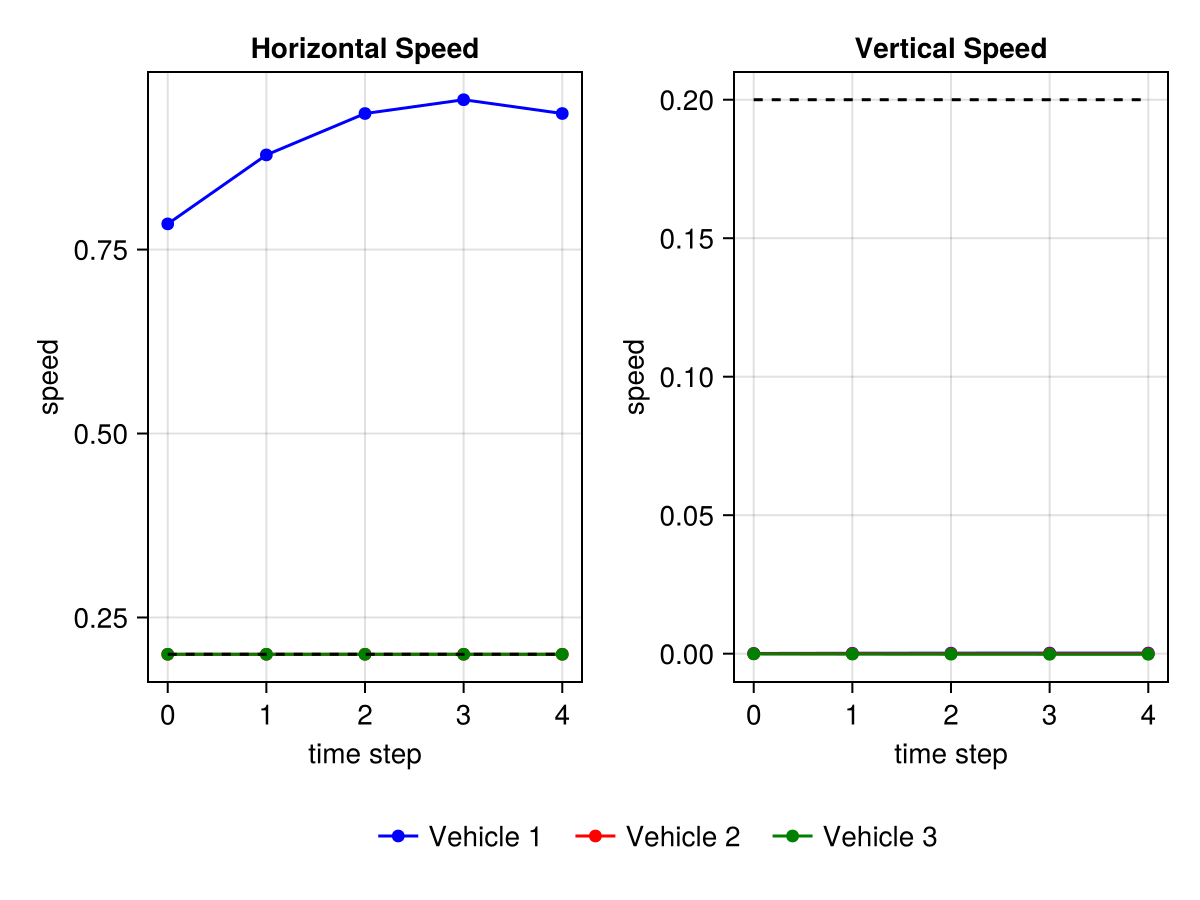 Horizontal Speed
0.75
0.50
0.25
speed
0 1 2 3 4
time step
Vertical Speed
0.20
0.15
0.10
0.05
0.00
speed
0 1 2 3 4
time step
Vehicle 1 Vehicle 2 Vehicle 3